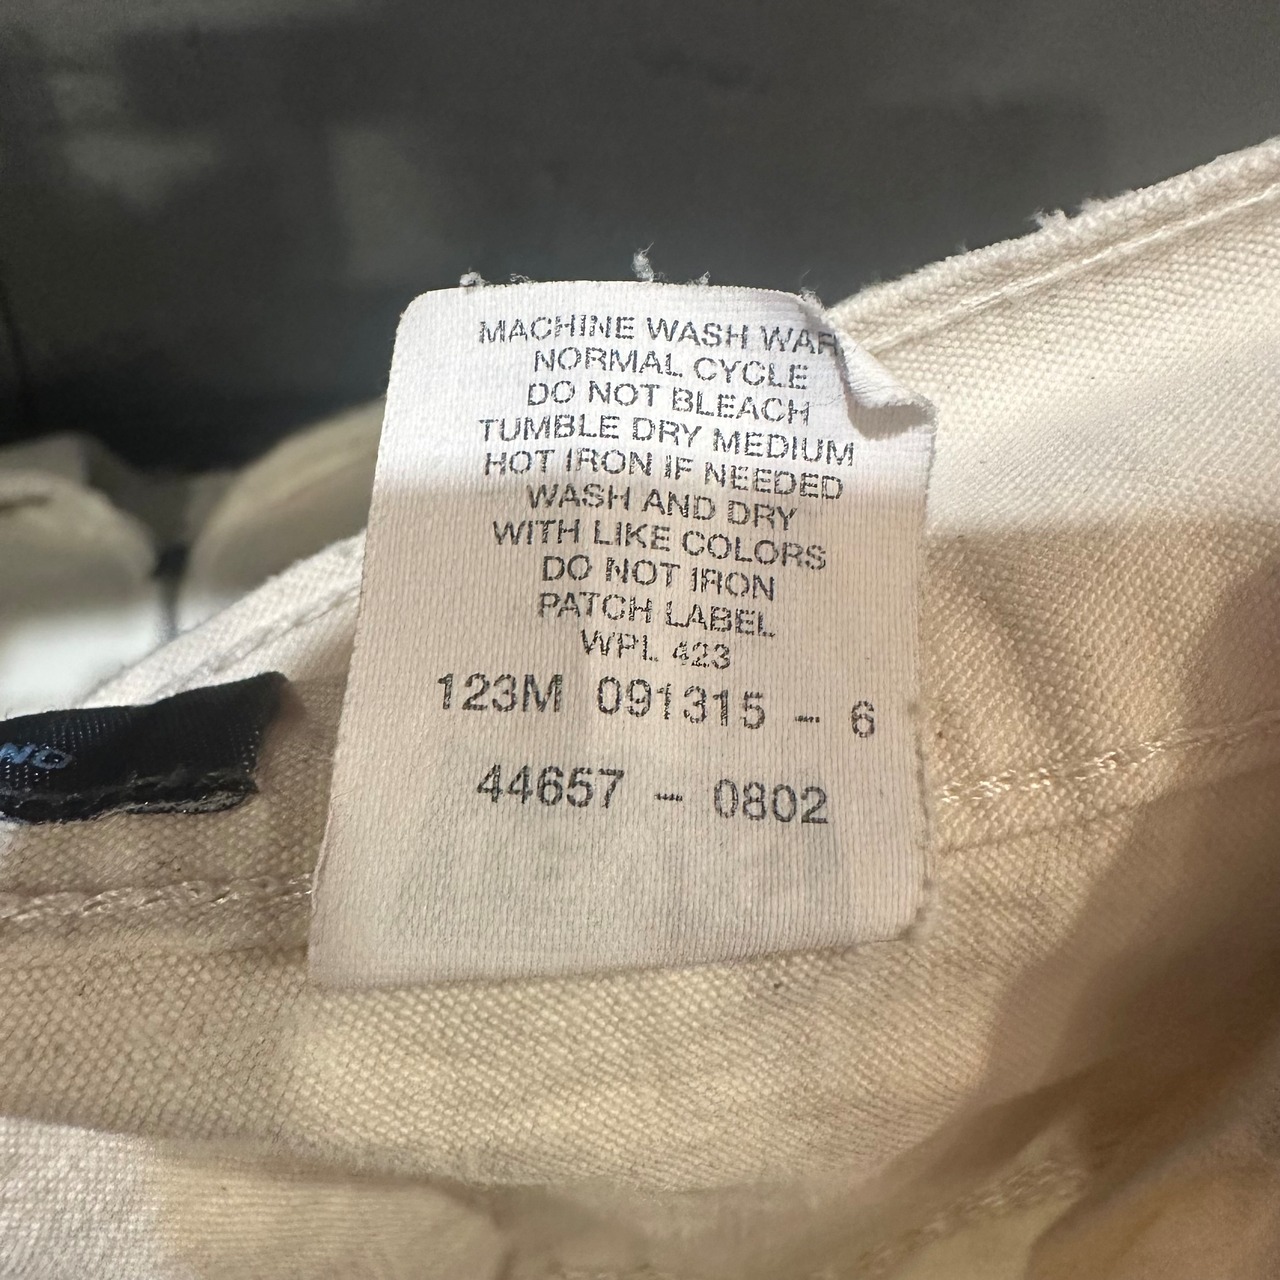 MACHINE WASH WAR
NORMAL CYCLE
DO NOT BLEACH
TUMBLE DRY MEDIUM
HOT IRON IF NEEDED
WASH AND DRY
WITH LIKE COLORS
DO NOT IRON
PATCH LABEL
WPL 423
123M 091315 - 6
44657 - 0802